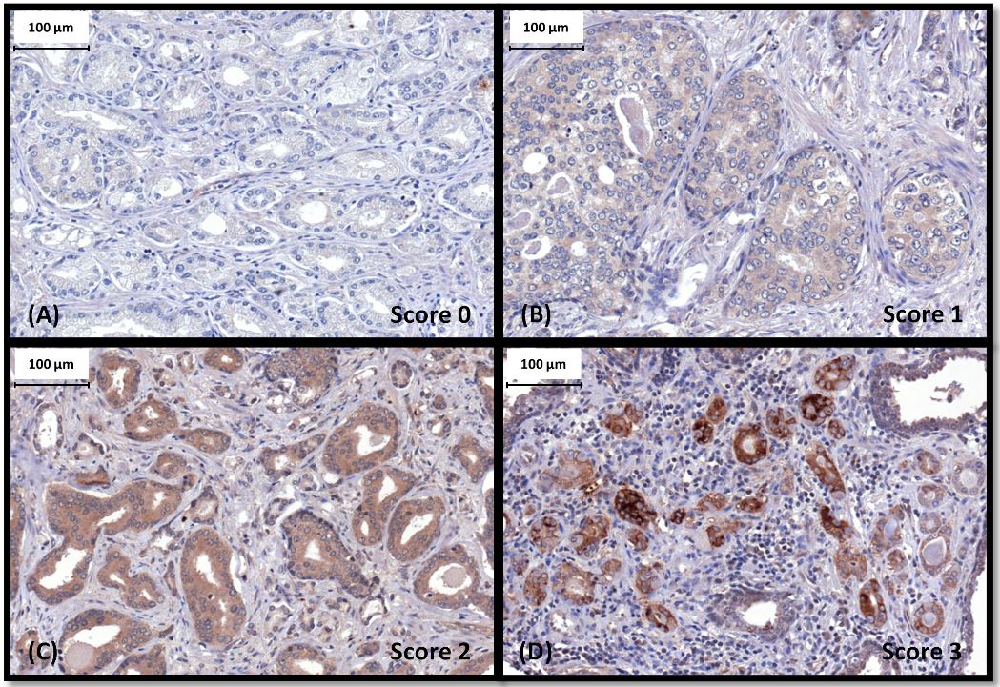 100 µm
100 µm
(A)
Score 0
(B)
Score 1
100 µm
100 µm
(C)
Score 2
(D)
Score 3